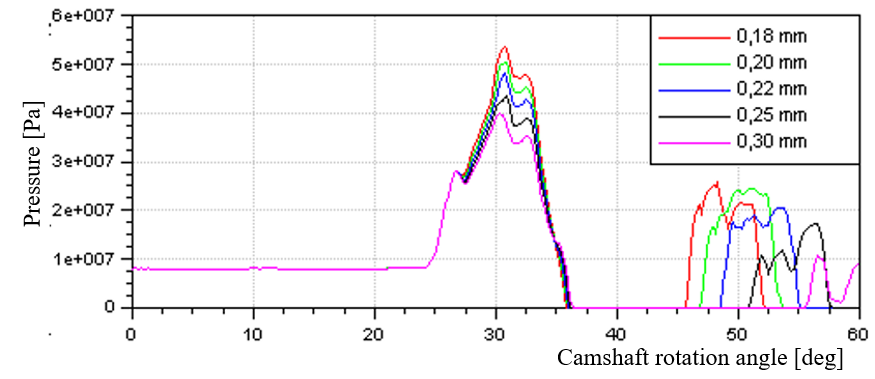 6e+007
5e+007
4e+007
3e+007
2e+007
1e+007
0
Pressure [Pa]
0,18 mm
0,20 mm
0,22 mm
0,25 mm
0,30 mm
0 10 20 30 40 50 60
Camshaft rotation angle [deg]